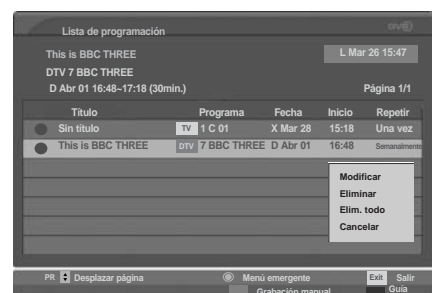 Lista de programación
This is BBC THREE
L Mar 26 15:47
DTV 7 BBC THREE
D Abr 01 16:48~17:18 (30min.)
Página 1/1
Título Programa Fecha Inicio Repetir
Sin título TV 1 C 01 X Mar 28 15:18 Una vez
This is BBC THREE DTV 7 BBC THREE D Abr 01 16:48 Semanalmente
Modificar
Eliminar
Elim. todo
Cancelar
PR Desplazar página Menú emergente Exit Salir
Grabación manual Guía